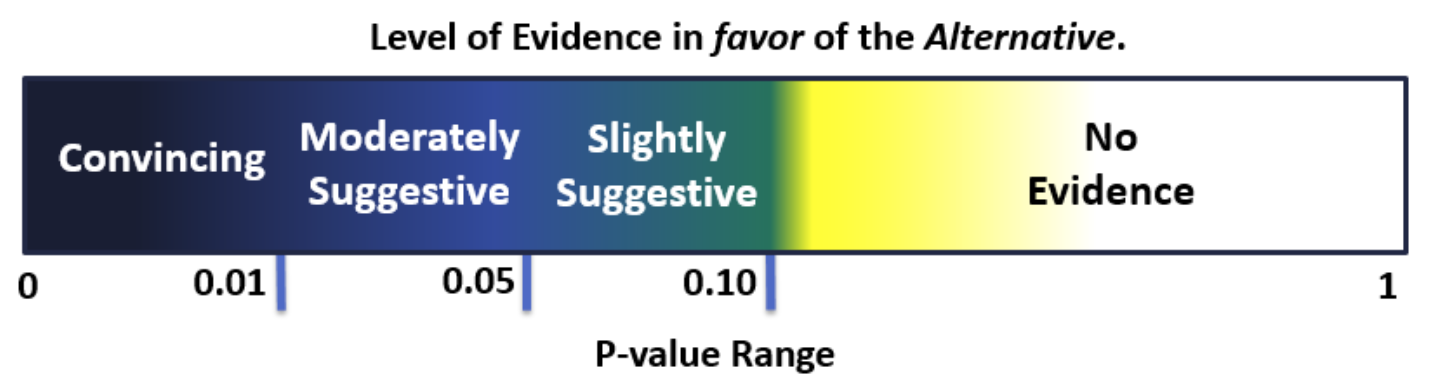 Level of Evidence in favor of the Alternative.
Convincing
Moderately
Suggestive
Slightly
Suggestive
No
Evidence
0
0.01
0.05
0.10
1
P-value Range